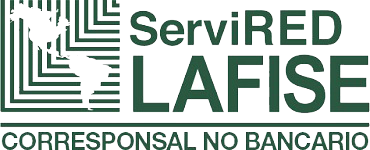 ServiRED
LAFISE
CORRESPONSAL NO BANCARIO